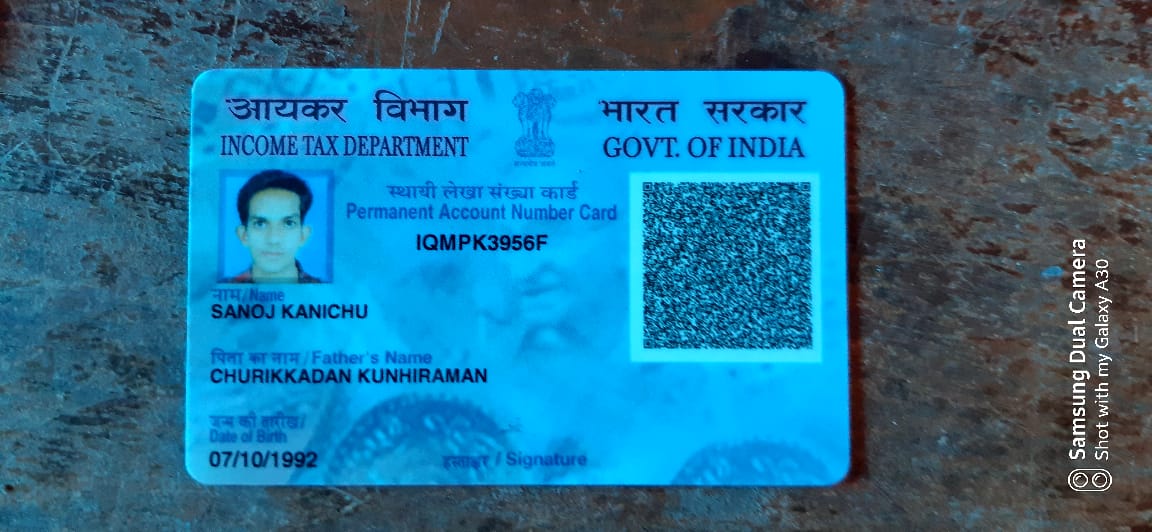 आयकर विभाग
INCOME TAX DEPARTMENT
भारत सरकार
GOVT. OF INDIA
स्थायी लेखा संख्या कार्ड
Permanent Account Number Card
IQMPK3956F
नाम / Name
SANOJ KANICHU
पिता का नाम / Father's Name
CHURIKKADAN KUNHIRAMAN
जन्म की तारीख /
Date of Birth
07/10/1992
हस्ताक्षर / Signature
Samsung Dual Camera
Shot with my Galaxy A30